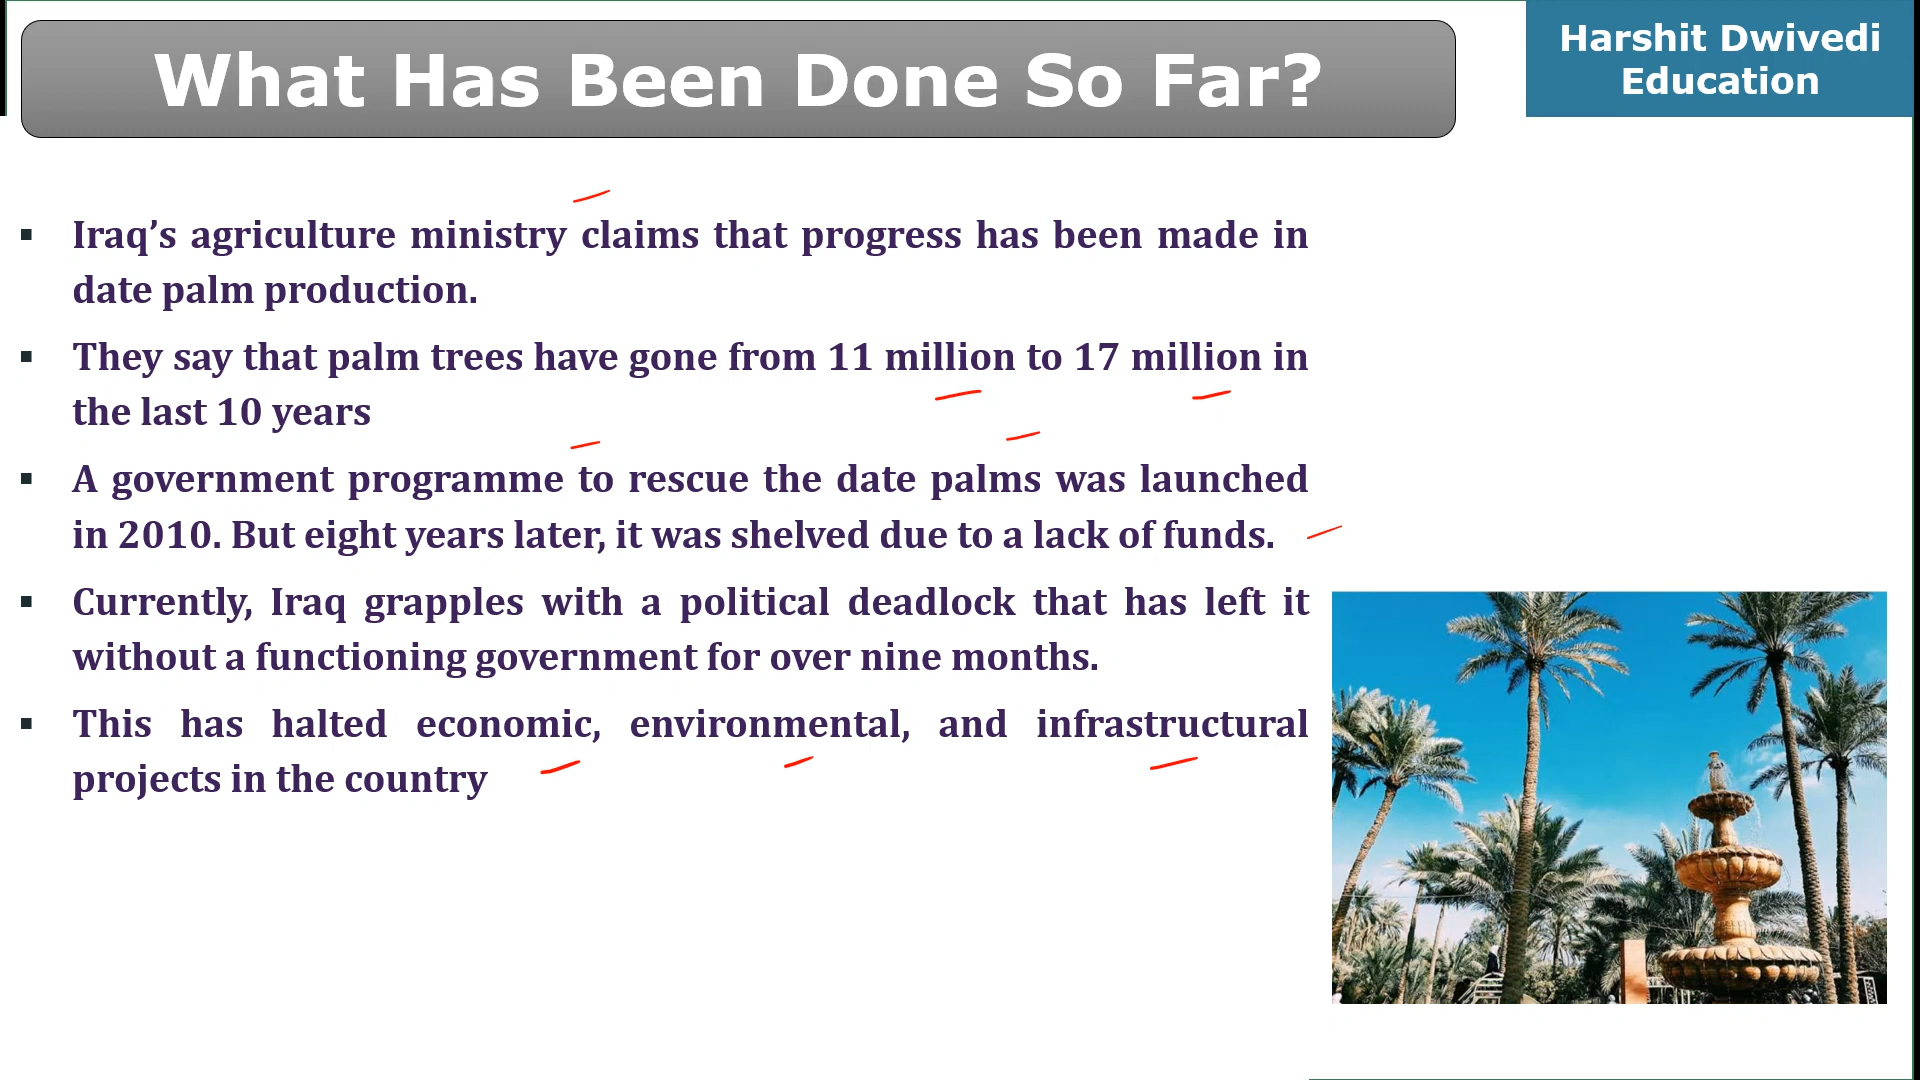 What Has Been Done So Far?
Harshit Dwivedi
Education
▪ Iraq’s agriculture ministry claims that progress has been made in
date palm production.
▪ They say that palm trees have gone from 11 million to 17 million in
the last 10 years
▪ A government programme to rescue the date palms was launched
in 2010. But eight years later, it was shelved due to a lack of funds.
▪ Currently, Iraq grapples with a political deadlock that has left it
without a functioning government for over nine months.
▪ This has halted economic, environmental, and infrastructural
projects in the country